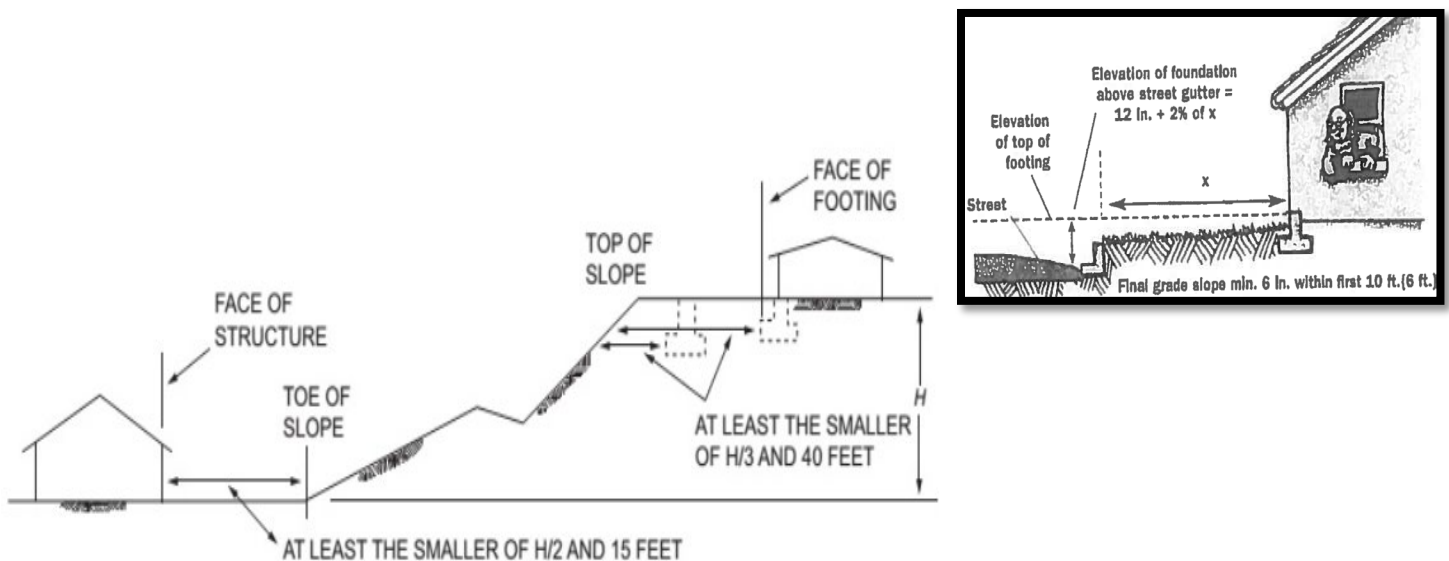 FACE OF
STRUCTURE
TOE OF
SLOPE
TOP OF
SLOPE
FACE OF
FOOTING
H
AT LEAST THE SMALLER
OF H/3 AND 40 FEET
AT LEAST THE SMALLER OF H/2 AND 15 FEET
Elevation of foundation
above street gutter =
12 In. + 2% of x
Elevation
of top of
footing
x
Street
Final grade slope min. 6 In. within first 10 ft.(6 ft.)